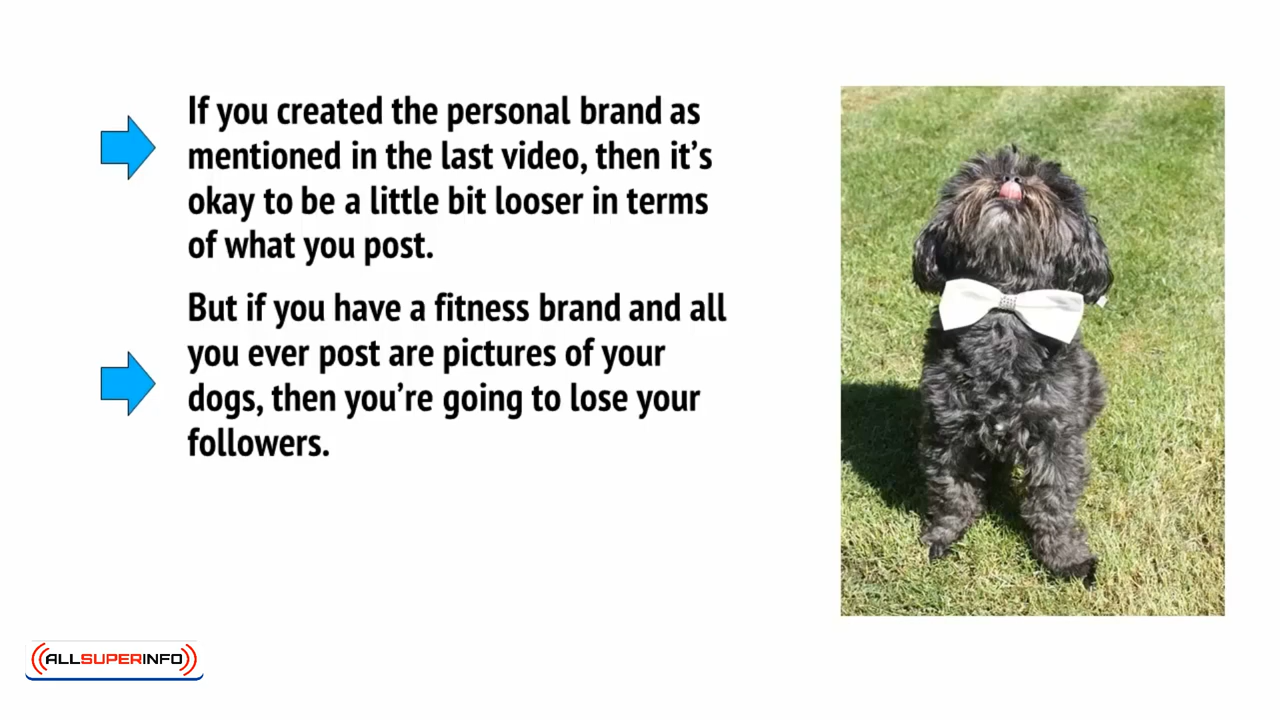 If you created the personal brand as
mentioned in the last video, then it's
okay to be a little bit looser in terms
of what you post.
But if you have a fitness brand and all
you ever post are pictures of your
dogs, then you're going to lose your
followers.
ALLSUPERINFO